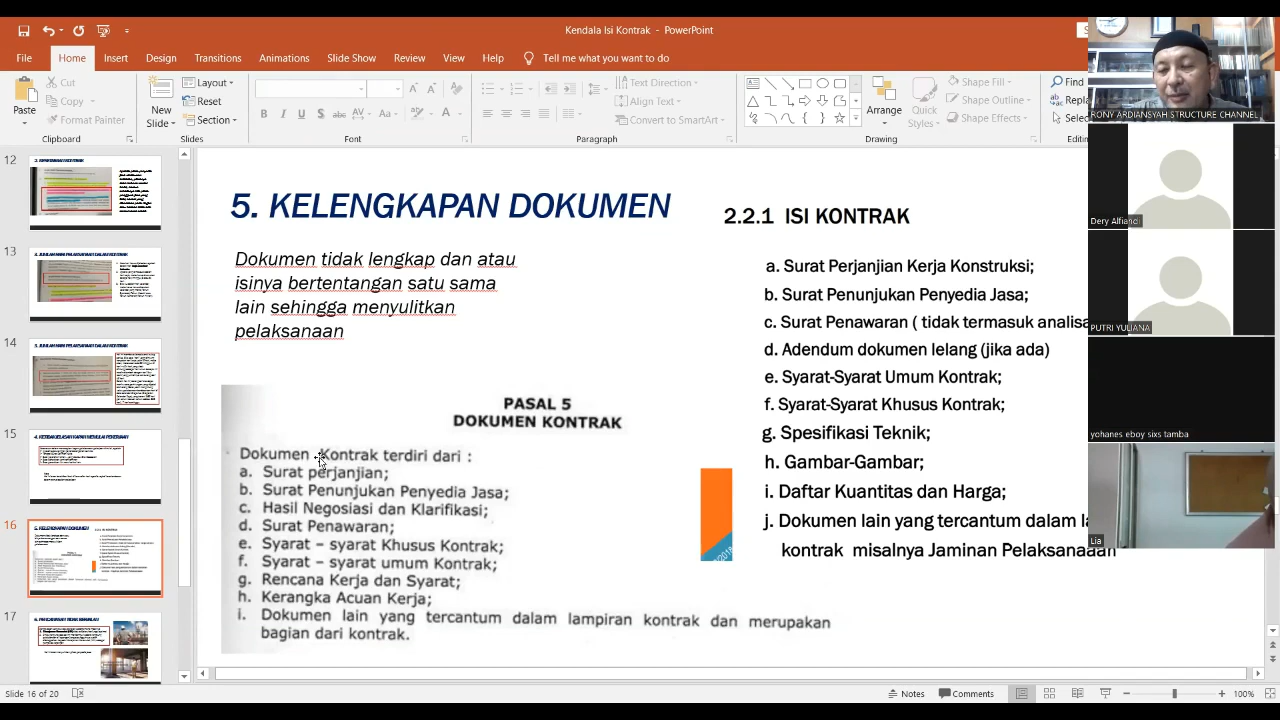 Kendala Isi Kontrak - PowerPoint
File Home Insert Design Transitions Animations Slide Show Review View Help Tell me what you want to do
Paste
Cut
Copy
Format Painter
Clipboard
New
Slide
Layout
Reset
Section
Slides
Font
Text Direction
Align Text
Convert to SmartArt
Paragraph
Arrange
Quick
Styles
Shape Fill
Shape Outline
Shape Effects
Drawing
Find
Editin
RONY ARDIANSYAH STRUCTURE CHANNEL
Dery Alfiandi
PUTRI YULIANA
yohanes eboy sixs tamba
Lia
12
13
14
15
16
17
5. KELENGKAPAN DOKUMEN
Dokumen tidak lengkap dan atau
isinya bertentangan satu sama
lain sehingga menyulitkan
pelaksanaan
PASAL 5
DOKUMEN KONTRAK
Dokumen Kontrak terdiri dari :
a. Surat perjanjian;
b. Surat Penunjukan Penyedia Jasa;
c. Hasil Negosiasi dan Klarifikasi;
d. Surat Penawaran;
e. Syarat – syarat Khusus Kontrak;
f. Syarat – syarat umum Kontrak;
g. Rencana Kerja dan Syarat;
h. Kerangka Acuan Kerja;
i. Dokumen lain yang tercantum dalam lampiran kontrak dan merupakan
bagian dari kontrak.
2.2.1 ISI KONTRAK
a. Surat Perjanjian Kerja Konstruksi;
b. Surat Penunjukan Penyedia Jasa;
c. Surat Penawaran ( tidak termasuk analisa
d. Adendum dokumen lelang (jika ada)
e. Syarat-Syarat Umum Kontrak;
f. Syarat-Syarat Khusus Kontrak;
g. Spesifikasi Teknik;
h. Gambar-Gambar;
i. Daftar Kuantitas dan Harga;
j. Dokumen lain yang tercantum dalam la
kontrak misalnya Jaminan Pelaksanaaan
Slide 16 of 20
Notes
Comments
100%